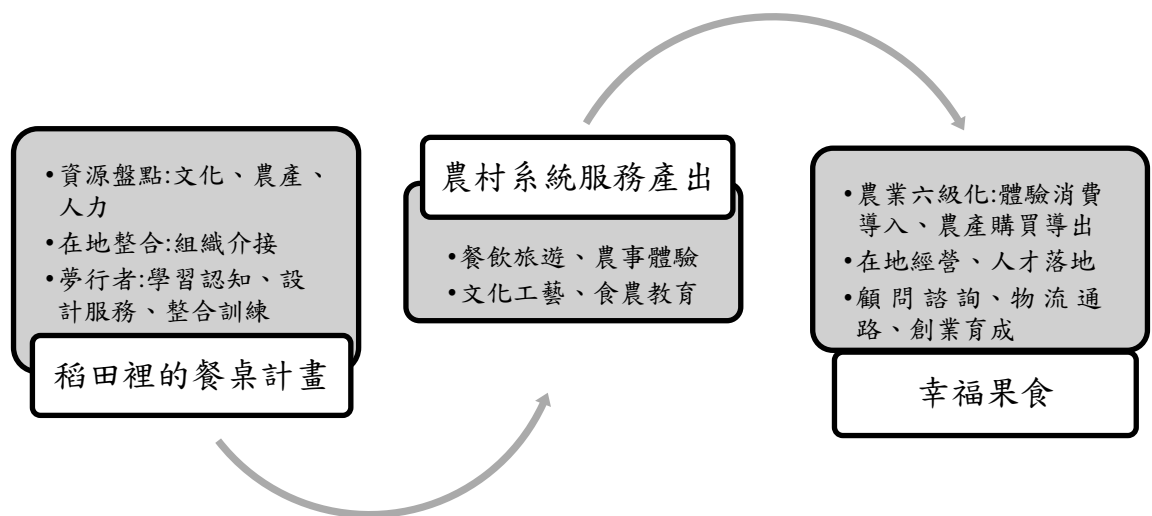 •資源盤點:文化、農產、
人力
•在地整合:組織介接
•夢行者:學習認知、設
計服務、整合訓練
稻田裡的餐桌計畫
農村系統服務產出
•餐飲旅遊、農事體驗
•文化工藝、食農教育
•農業六級化:體驗消費
導入、農產購買導出
•在地經營、人才落地
•顧問諮詢、物流通
路、創業育成
幸福果食